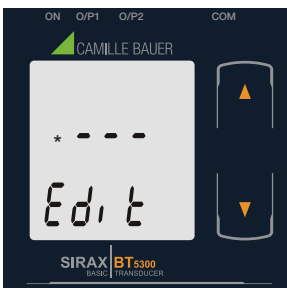 ON O/P1 O/P2 COM
CAMILLE BAUER
* - - -
Edit
SIRAX BT5300
BASIC TRANSDUCER